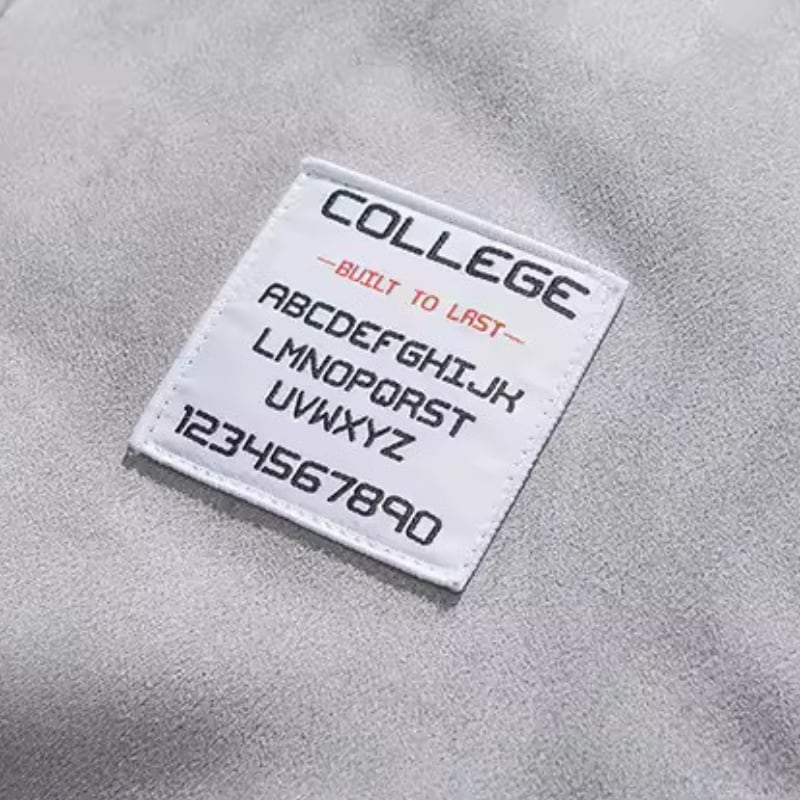 COLLEGE
—BUILT TO LAST—
ABCDEFGHIJK
LMNOPQRST
UVWXYZ
1234567890